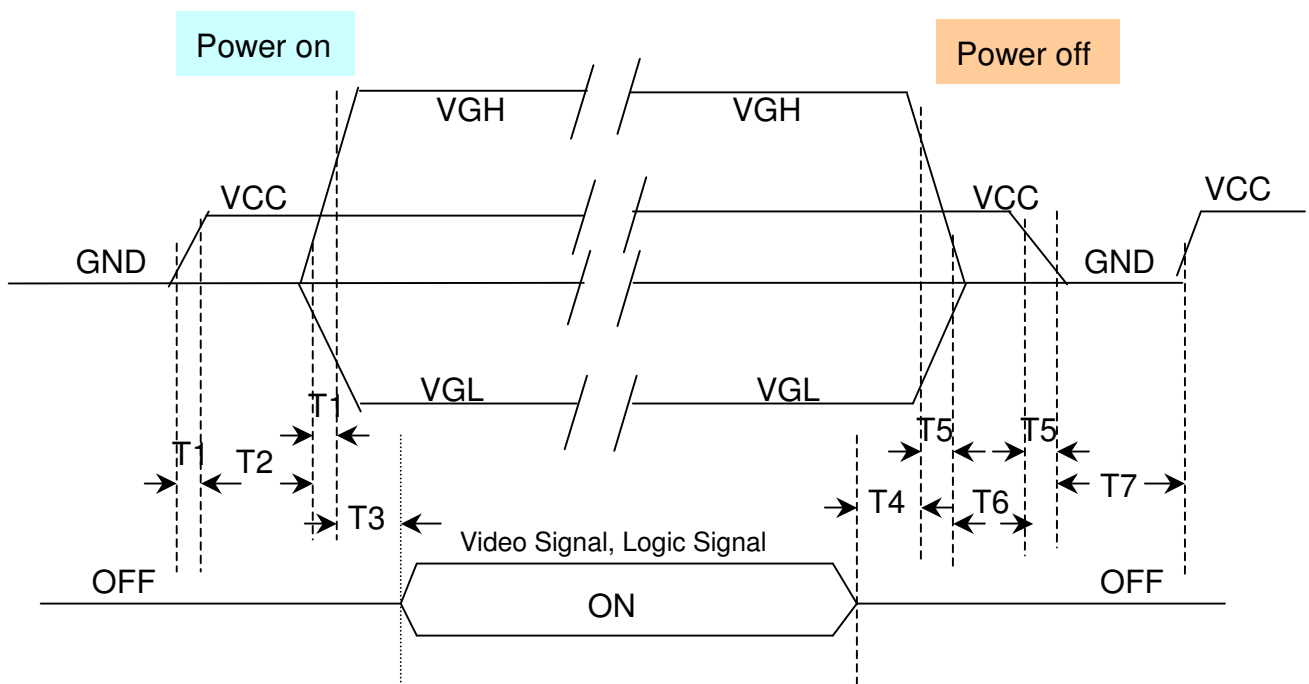 Power on
Power off
VGH
VGH
VCC
VCC
VCC
GND
GND
VGL
VGL
T1
T5
T5
T1
T2
T7
T3
T4
T6
Video Signal, Logic Signal
OFF
ON
OFF